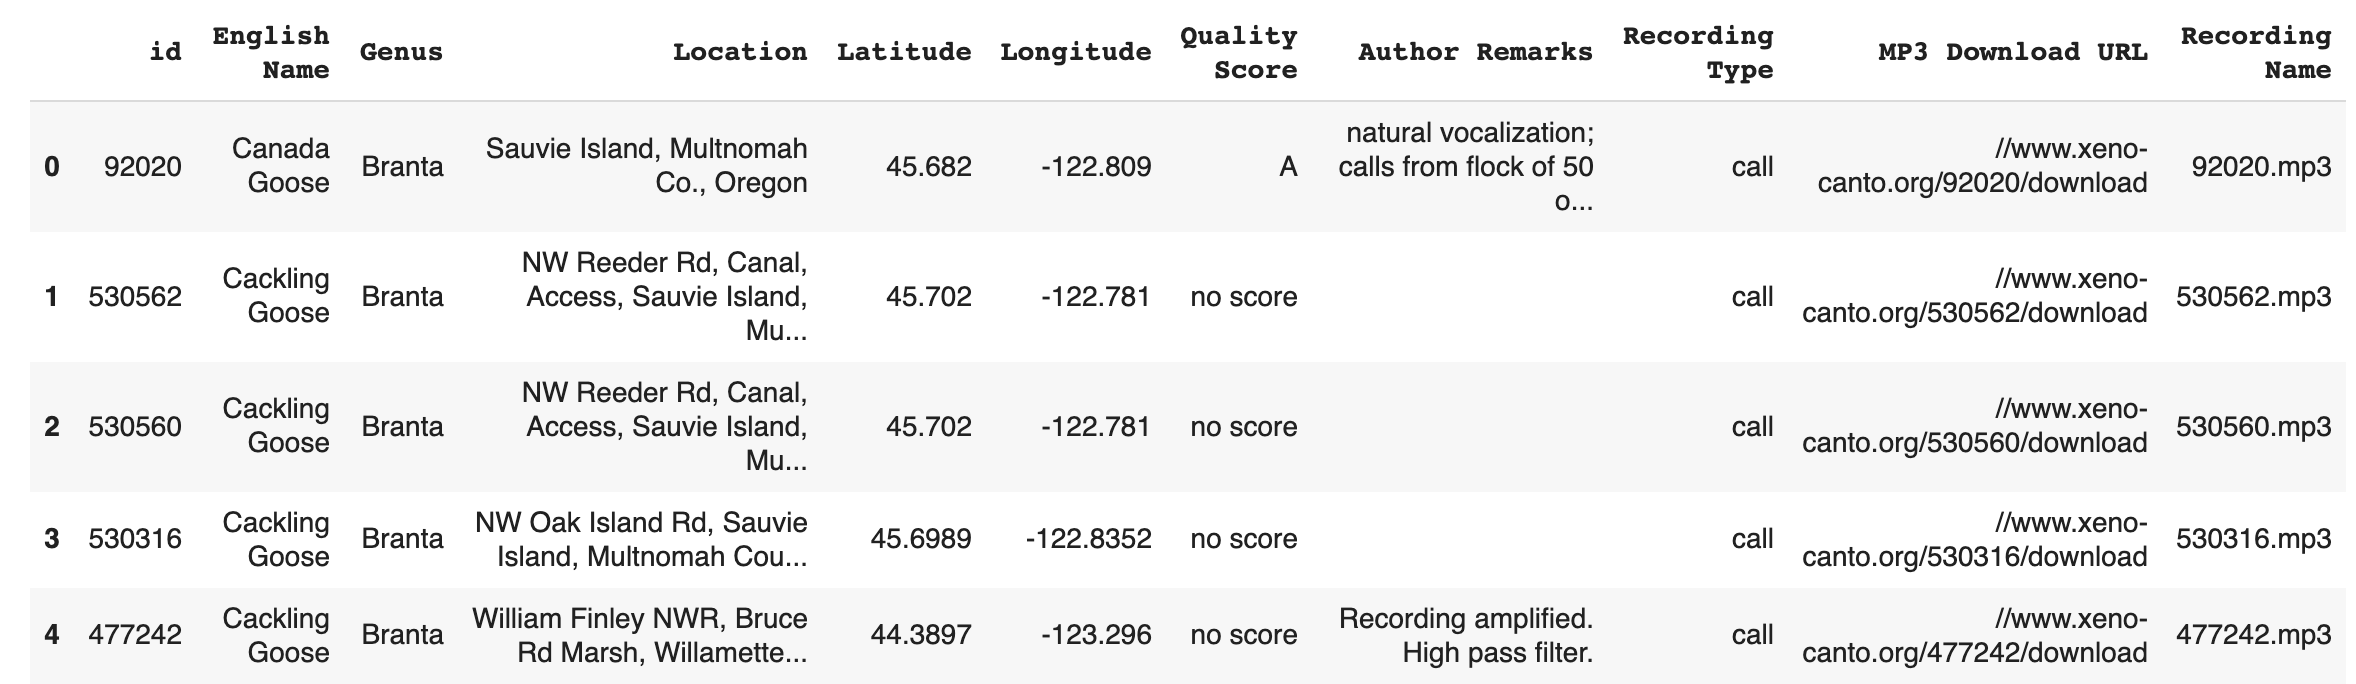 id English Name Genus Location Latitude Longitude Quality Score Author Remarks Recording Type MP3 Download URL Recording Name
0 92020 Canada Goose Branta Sauvie Island, Multnomah Co., Oregon 45.682 -122.809 A natural vocalization; calls from flock of 50 o... call //www.xeno-canto.org/92020/download 92020.mp3
1 530562 Cackling Goose Branta NW Reeder Rd, Canal, Access, Sauvie Island, Mu... 45.702 -122.781 no score call //www.xeno-canto.org/530562/download 530562.mp3
2 530560 Cackling Goose Branta NW Reeder Rd, Canal, Access, Sauvie Island, Mu... 45.702 -122.781 no score call //www.xeno-canto.org/530560/download 530560.mp3
3 530316 Cackling Goose Branta NW Oak Island Rd, Sauvie Island, Multnomah Cou... 45.6989 -122.8352 no score call //www.xeno-canto.org/530316/download 530316.mp3
4 477242 Cackling Goose Branta William Finley NWR, Bruce Rd Marsh, Willamette... 44.3897 -123.296 no score Recording amplified. High pass filter. call //www.xeno-canto.org/477242/download 477242.mp3